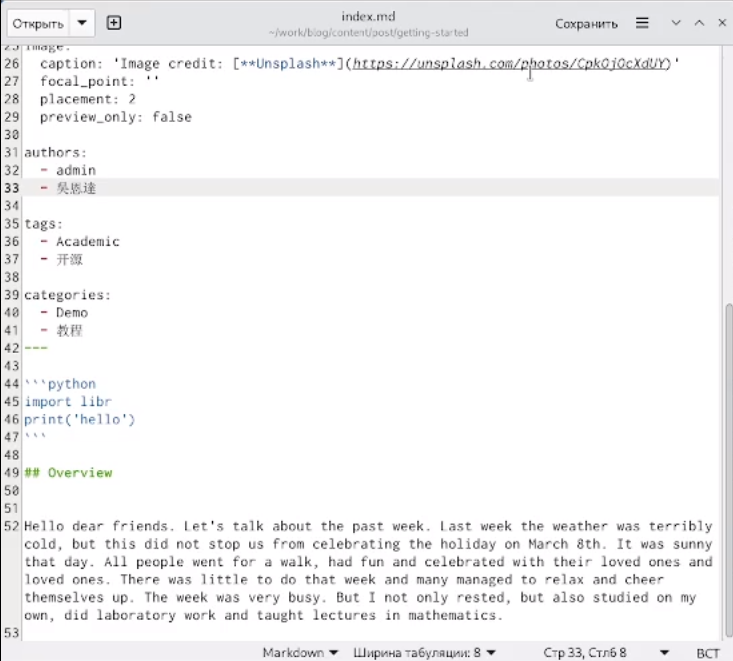 Открыть
index.md
~/work/blog/content/post/getting-started
Сохранить
25 image:
26   caption: 'Image credit: [**Unsplash**](https://unsplash.com/photos/CpkOjOcXdUY)'
27   focal_point: ''
28   placement: 2
29   preview_only: false
30
31 authors:
32   - admin
33   - 吳恩達
34
35 tags:
36   - Academic
37   - 开源
38
39 categories:
40   - Demo
41   - 教程
42 ---
43
44 ```python
45 import libr
46 print('hello')
47 ```
48
49 ## Overview
50
51
52 Hello dear friends. Let's talk about the past week. Last week the weather was terribly
cold, but this did not stop us from celebrating the holiday on March 8th. It was sunny
that day. All people went for a walk, had fun and celebrated with their loved ones and
loved ones. There was little to do that week and many managed to relax and cheer
themselves up. The week was very busy. But I not only rested, but also studied on my
own, did laboratory work and taught lectures in mathematics.
53
Markdown Ширина табуляции: 8 Стр 33, Стлб 8 ВСТ